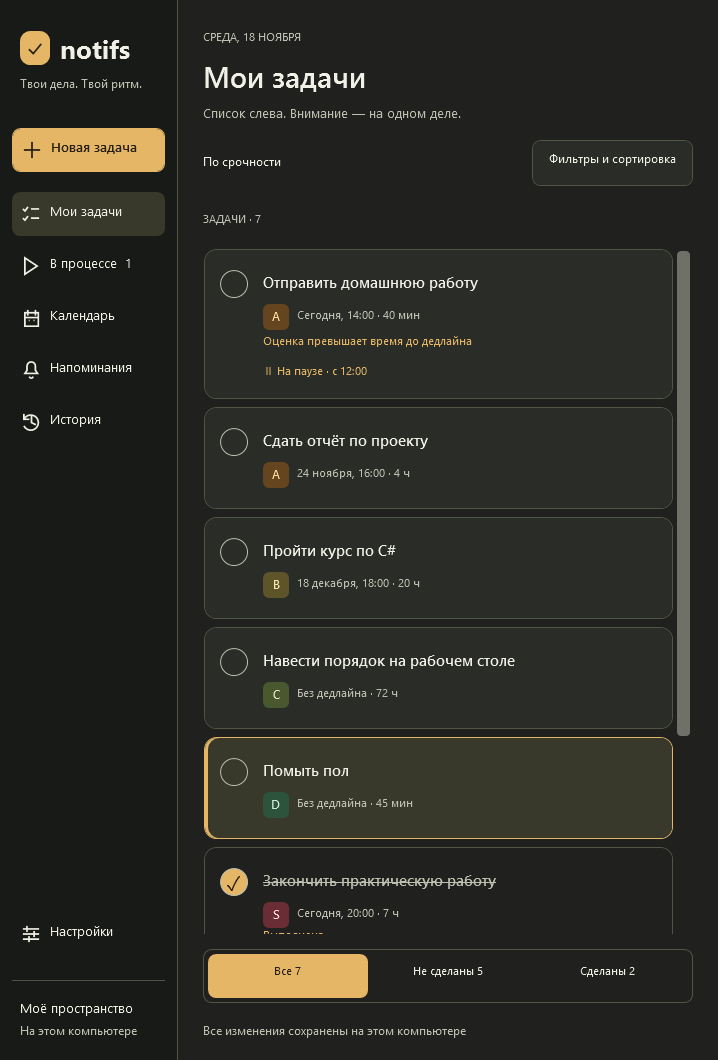 notifs
Твои дела. Твой ритм.
Новая задача
Мои задачи
В процессе 1
Календарь
Напоминания
История
Настройки
Моё пространство
На этом компьютере
СРЕДА, 18 НОЯБРЯ
Мои задачи
Список слева. Внимание — на одном деле.
По срочности
Фильтры и сортировка
ЗАДАЧИ · 7
Отправить домашнюю работу
A Сегодня, 14:00 · 40 мин
Оценка превышает время до дедлайна
На паузе · с 12:00
Сдать отчёт по проекту
A 24 ноября, 16:00 · 4 ч
Пройти курс по C#
B 18 декабря, 18:00 · 20 ч
Навести порядок на рабочем столе
C Без дедлайна · 72 ч
Помыть пол
D Без дедлайна · 45 мин
Закончить практическую работу
S Сегодня, 20:00 · 7 ч
Все 7
Не сделаны 5
Сделаны 2
Все изменения сохранены на этом компьютере